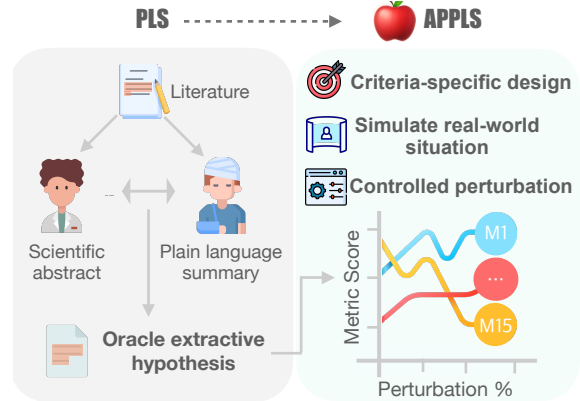 PLS
APPLS
Literature
Scientific
abstract
...
Plain language
summary
Oracle extractive
hypothesis
Criteria-specific design
Simulate real-world
situation
Controlled perturbation
Metric Score
M1
...
M15
Perturbation %